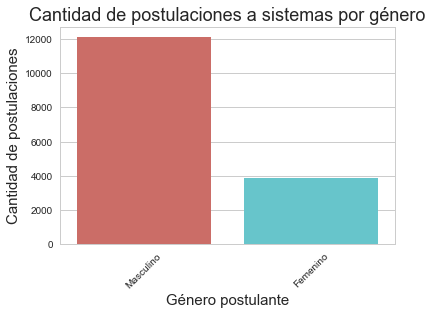 Cantidad de postulaciones a sistemas por género
Cantidad de postulaciones
12000
10000
8000
6000
4000
2000
0
Masculino
Femenino
Género postulante